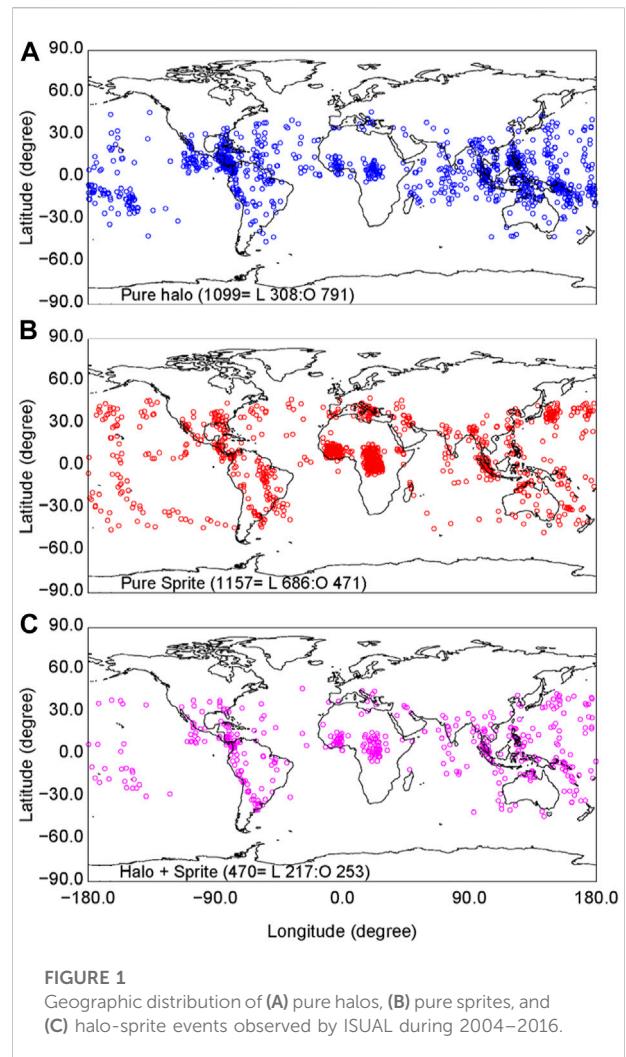 A
90.0
60.0
30.0
0.0
−30.0
−60.0
−90.0
Latitude (degree)
Pure halo (1099= L 308:O 791)
B
90.0
60.0
30.0
0.0
−30.0
−60.0
−90.0
Latitude (degree)
Pure Sprite (1157= L 686:O 471)
C
90.0
60.0
30.0
0.0
−30.0
−60.0
−90.0
Latitude (degree)
Halo + Sprite (470= L 217:O 253)
−180.0 −90.0 0.0 90.0 180.0
Longitude (degree)
FIGURE 1
Geographic distribution of (A) pure halos, (B) pure sprites, and
(C) halo-sprite events observed by ISUAL during 2004–2016.